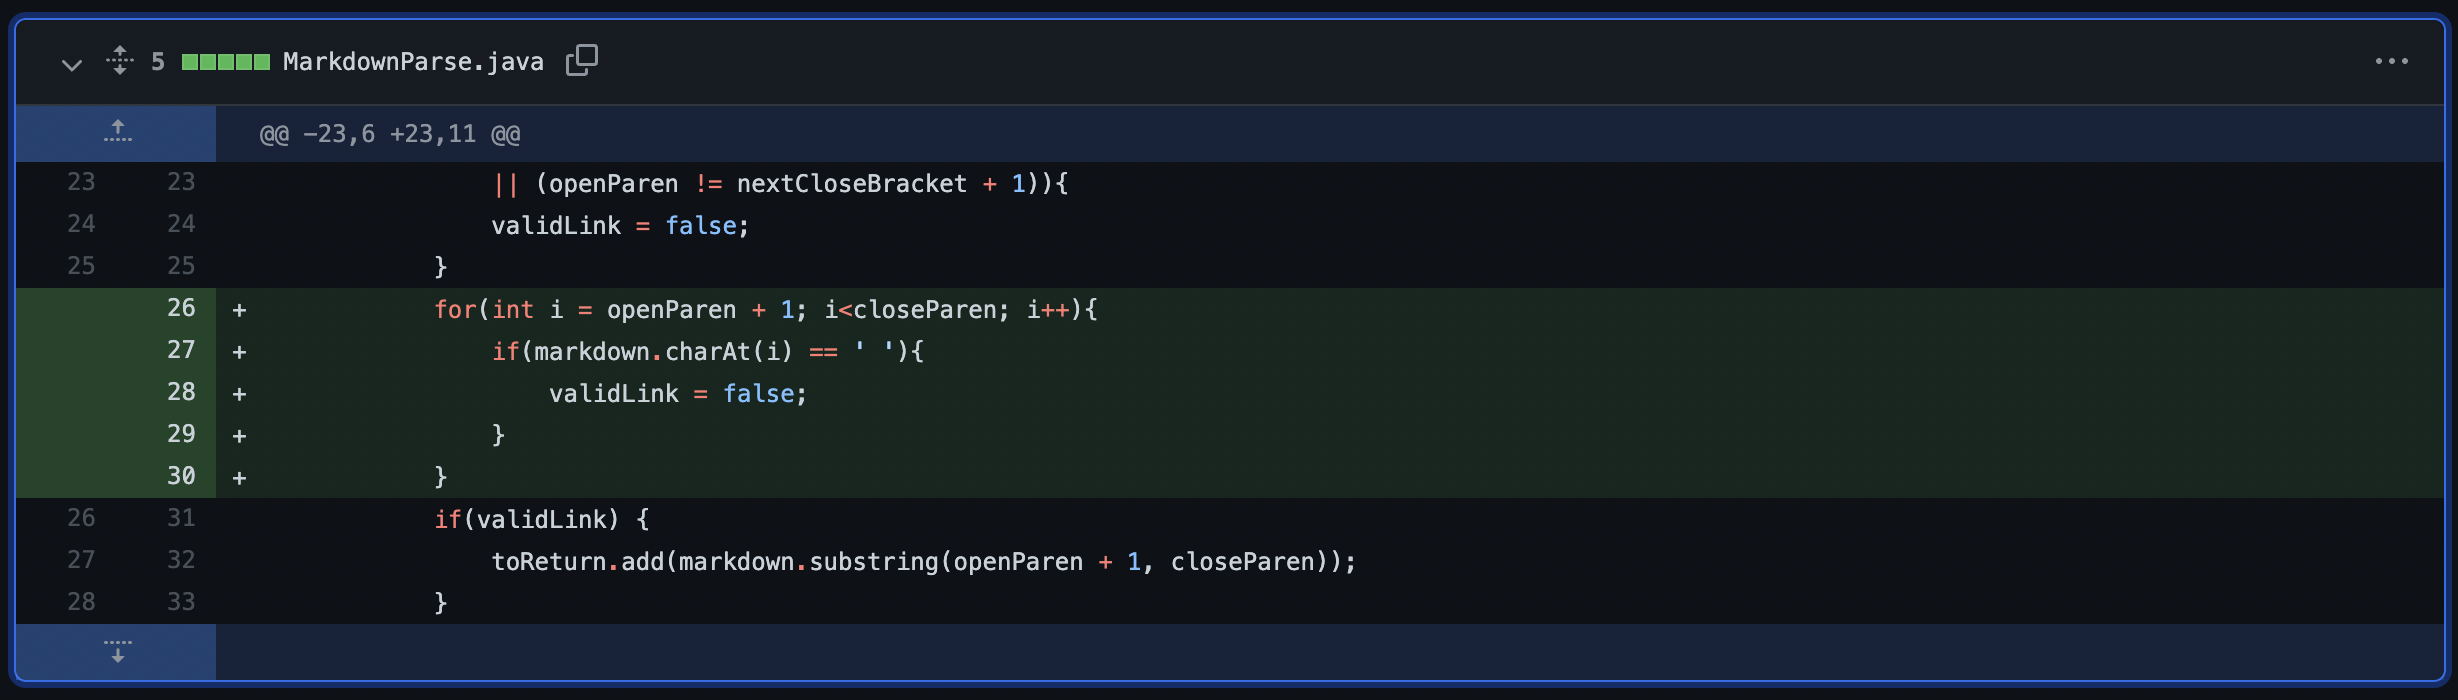 5 MarkdownParse.java
@@ -23,6 +23,11 @@
23 23 || (openParen != nextCloseBracket + 1)){
24 24 validLink = false;
25 25 }
26 + for(int i = openParen + 1; i<closeParen; i++){
27 + if(markdown.charAt(i) == ' '){
28 + validLink = false;
29 + }
30 + }
26 31 if(validLink) {
27 32 toReturn.add(markdown.substring(openParen + 1, closeParen));
28 33 }